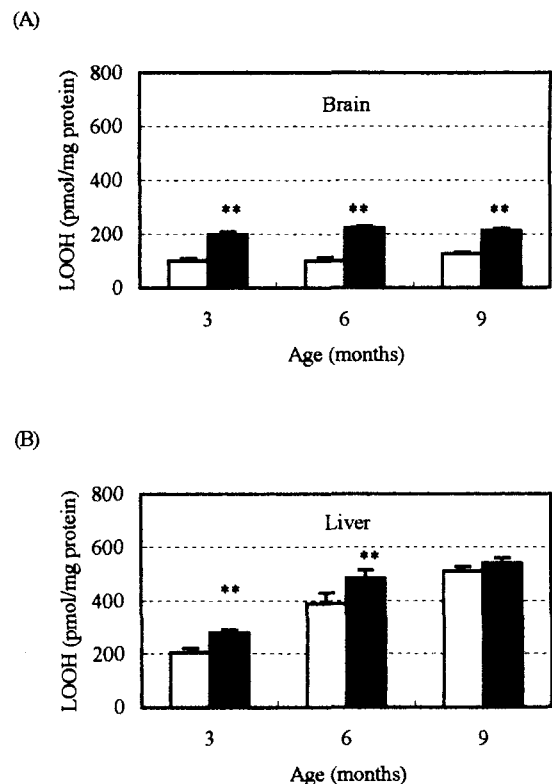 (A)
LOOH (pmol/mg protein)
800
600
400
200
0
Brain
**
**
**
3
6
9
Age (months)
(B)
LOOH (pmol/mg protein)
800
600
400
200
0
Liver
**
**
3
6
9
Age (months)